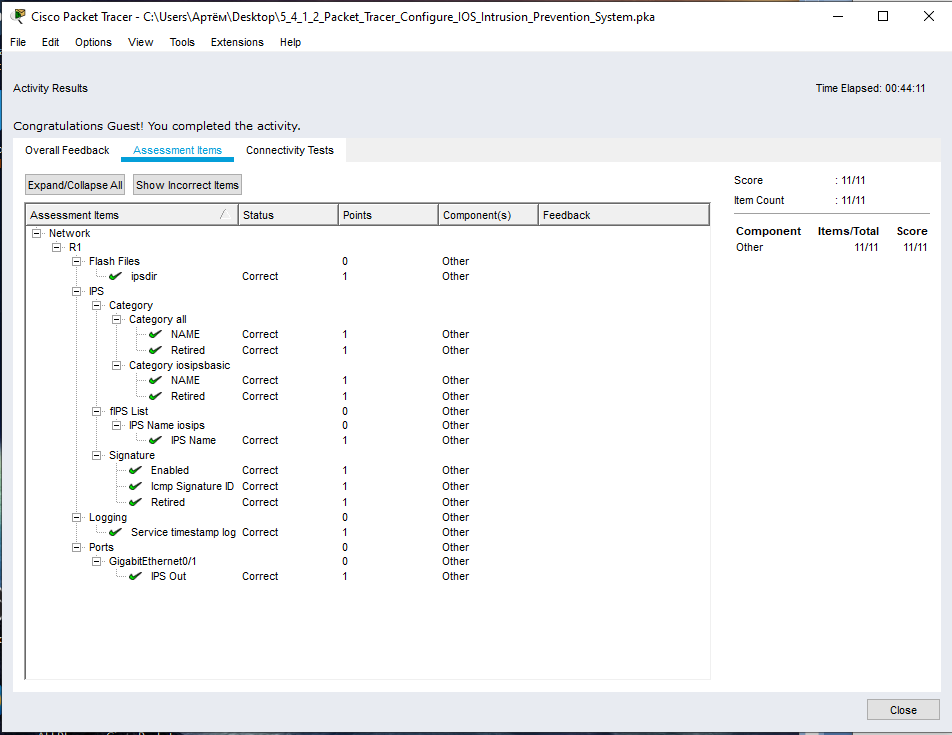 Cisco Packet Tracer - C:\Users\Артём\Desktop\5_4_1_2_Packet_Tracer_Configure_IOS_Intrusion_Prevention_System.pka
File Edit Options View Tools Extensions Help
Activity Results Time Elapsed: 00:44:11
Congratulations Guest! You completed the activity.
Overall Feedback Assessment Items Connectivity Tests
Expand/Collapse All Show Incorrect Items
Score : 11/11
Item Count : 11/11
Component Items/Total Score
Other 11/11 11/11
Assessment Items Status Points Component(s) Feedback
Network
R1
Flash Files 0 Other
ipsdir Correct 1 Other
IPS
Category
Category all
NAME Correct 1 Other
Retired Correct 1 Other
Category iosipsbasic
NAME Correct 1 Other
Retired Correct 1 Other
fIPS List 0 Other
IPS Name iosips 0 Other
IPS Name Correct 1 Other
Signature 0 Other
Enabled Correct 1 Other
Icmp Signature ID Correct 1 Other
Retired Correct 1 Other
Logging 0 Other
Service timestamp log Correct 1 Other
Ports 0 Other
GigabitEthernet0/1 0 Other
IPS Out Correct 1 Other
Close